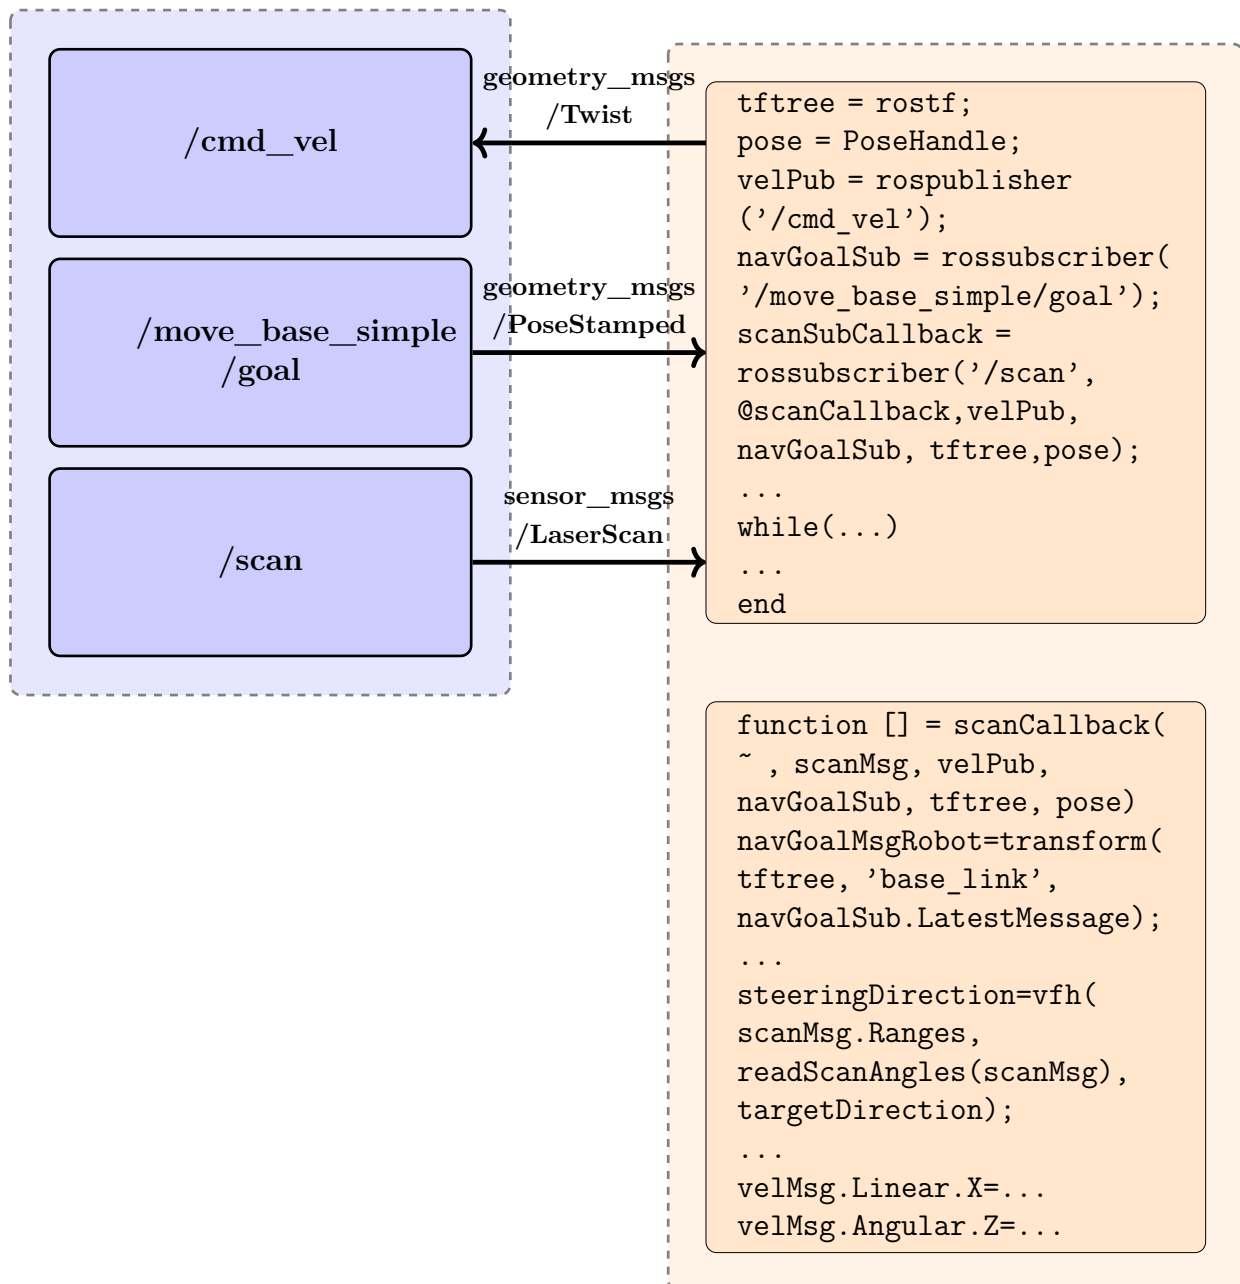 /cmd_vel
/move_base_simple
/goal
/scan
geometry_msgs
/Twist
geometry_msgs
/PoseStamped
sensor_msgs
/LaserScan
tftree = rostf;
pose = PoseHandle;
velPub = rospublisher
('/cmd_vel');
navGoalSub = rossubscriber(
'/move_base_simple/goal');
scanSubCallback =
rossubscriber('/scan',
@scanCallback,velPub,
navGoalSub, tftree,pose);
...
while(...)
...
end
function [] = scanCallback(
~ , scanMsg, velPub,
navGoalSub, tftree, pose)
navGoalMsgRobot=transform(
tftree, 'base_link',
navGoalSub.LatestMessage);
...
steeringDirection=vfh(
scanMsg.Ranges,
readScanAngles(scanMsg),
targetDirection);
...
velMsg.Linear.X=...
velMsg.Angular.Z=...